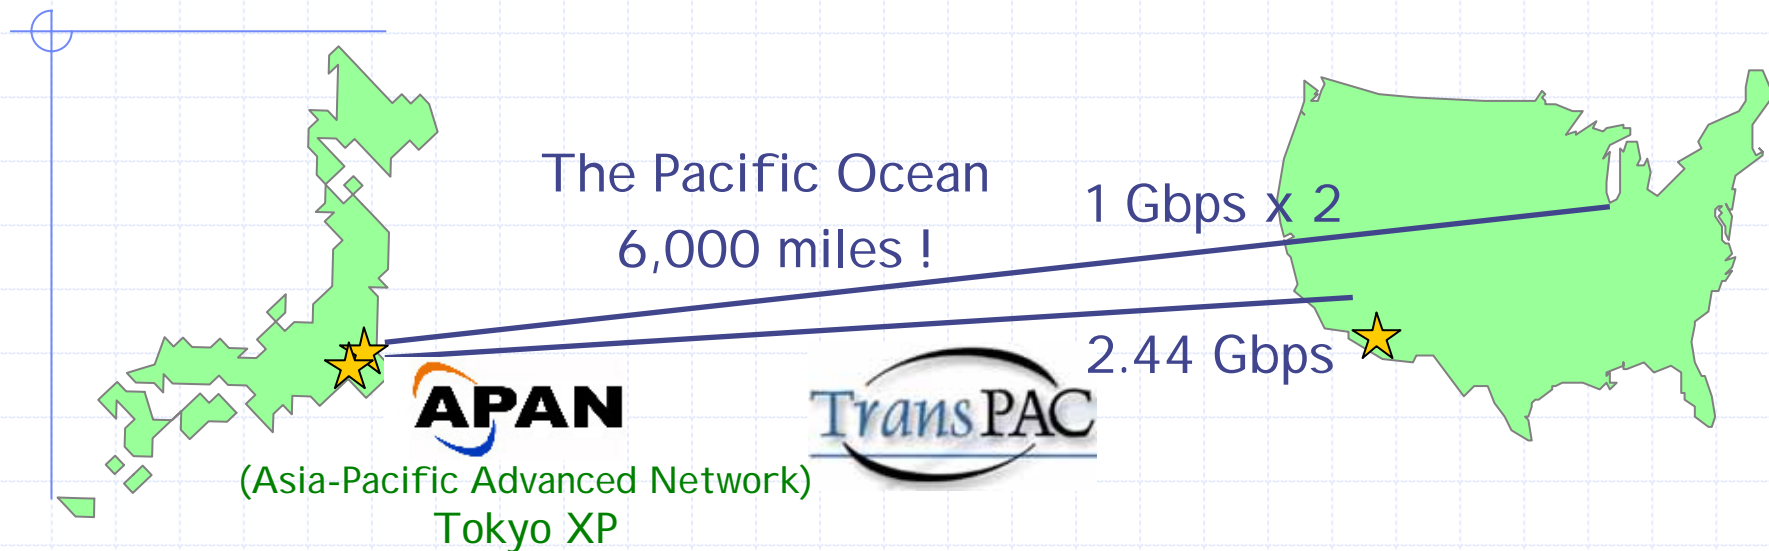 The Pacific Ocean
6,000 miles !
1 Gbps x 2
2.44 Gbps
APAN
TransPAC
(Asia-Pacific Advanced Network)
Tokyo XP